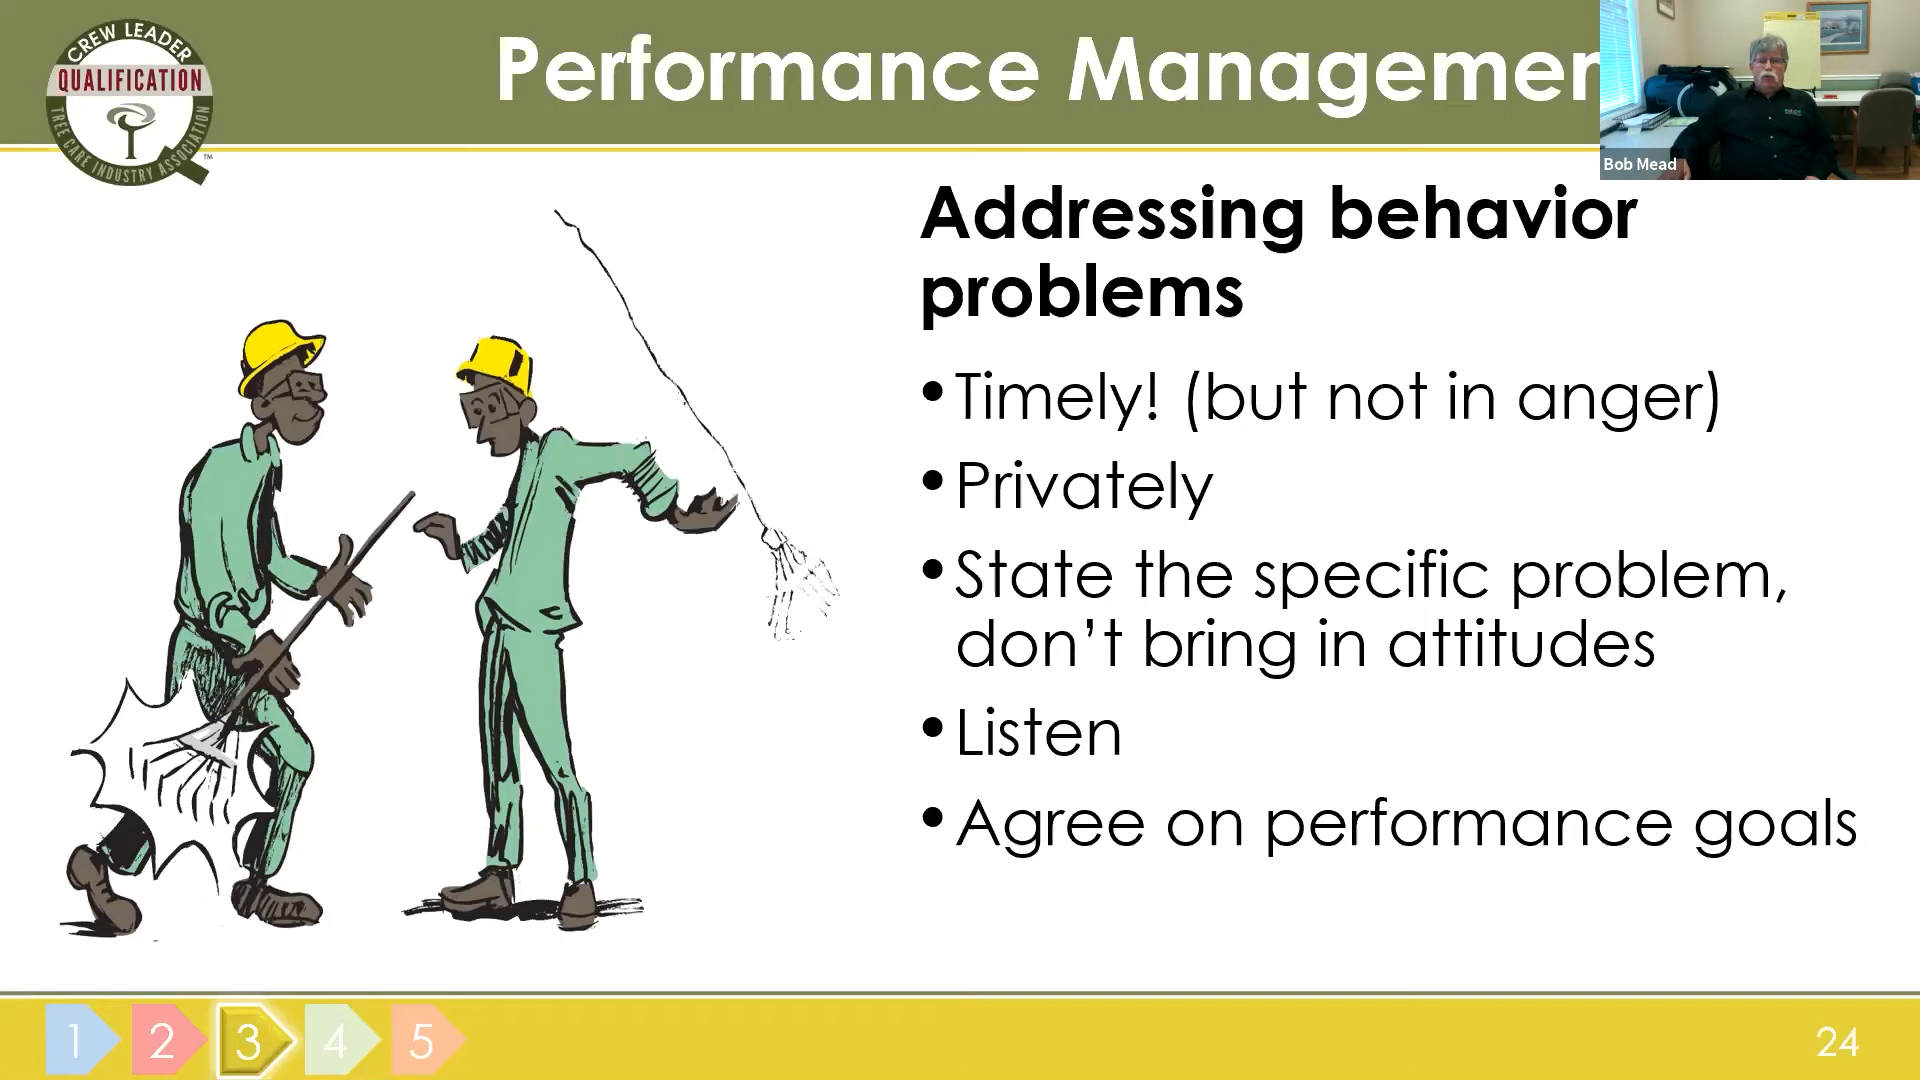 CREW LEADER
QUALIFICATION
TREE CARE INDUSTRY ASSOCIATION
™
Performance Managemen
Bob Mead
Addressing behavior
problems
•Timely! (but not in anger)
•Privately
•State the specific problem,
don’t bring in attitudes
•Listen
•Agree on performance goals
1 2 3 4 5
24